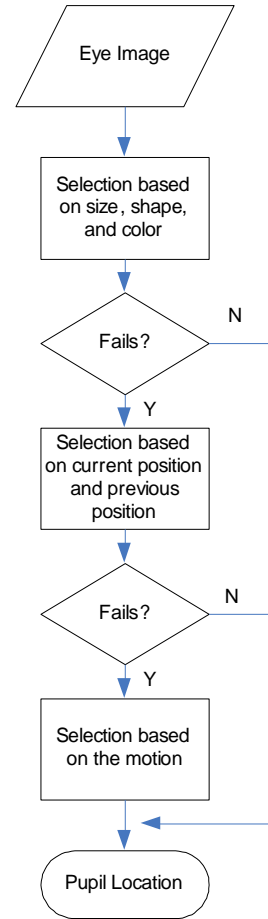 Eye Image
Selection based
on size, shape,
and color
N
Fails?
Y
Selection based
on current position
and previous
position
N
Fails?
Y
Selection based
on the motion
Pupil Location